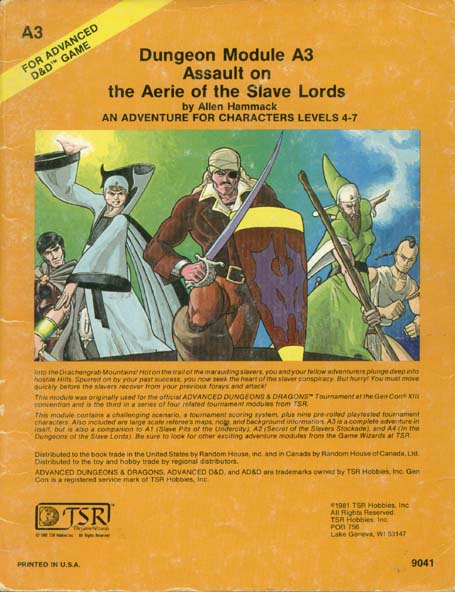 A3
FOR ADVANCED
D&D™ GAME
Dungeon Module A3
Assault on
the Aerie of the Slave Lords
by Allen Hammack
AN ADVENTURE FOR CHARACTERS LEVELS 4-7
Into the Drachengrab Mountains! Hot on the trail of the marauding slavers, you and your fellow adventurers plunge deep into
hostile Hills. Spurred on by your past success, you now seek the heart of the slaver conspiracy. But hurry! You must move
quickly before the slavers recover from your previous forays and attack!
This module was originally used for the official ADVANCED DUNGEONS & DRAGONS™ Tournament at the Gen Con® XIII
convention and is the third in a series of four related tournament modules from TSR.
This module contains a challenging scenario, a tournament scoring system, plus nine pre-rolled playtested tournament
characters. Also included are large scale referee's maps, notes, and background information. A3 is a complete adventure in
itself, but is also a companion to A1 (Slave Pits of the Undercity), A2 (Secret of the Slavers Stockade), and A4 (In the
Dungeons of the Slave Lords). Be sure to look for other exciting adventure modules from the Game Wizards at TSR.
Distributed to the book trade in the United States by Random House, Inc. and in Canada by Random House of Canada, Ltd.
Distributed to the toy and hobby trade by regional distributors.
ADVANCED DUNGEONS & DRAGONS, ADVANCED D&D, and AD&D are trademarks owned by TSR Hobbies, Inc. Gen
Con is a registered service mark of TSR Hobbies, Inc.
TSR
The Game Wizards
© 1980 TSR Hobbies Inc. All Rights Reserved
©1981 TSR Hobbies, Inc.
All Rights Reserved.
TSR Hobbies, Inc.
POB 756
Lake Geneva, WI 53147
PRINTED IN U.S.A.
9041